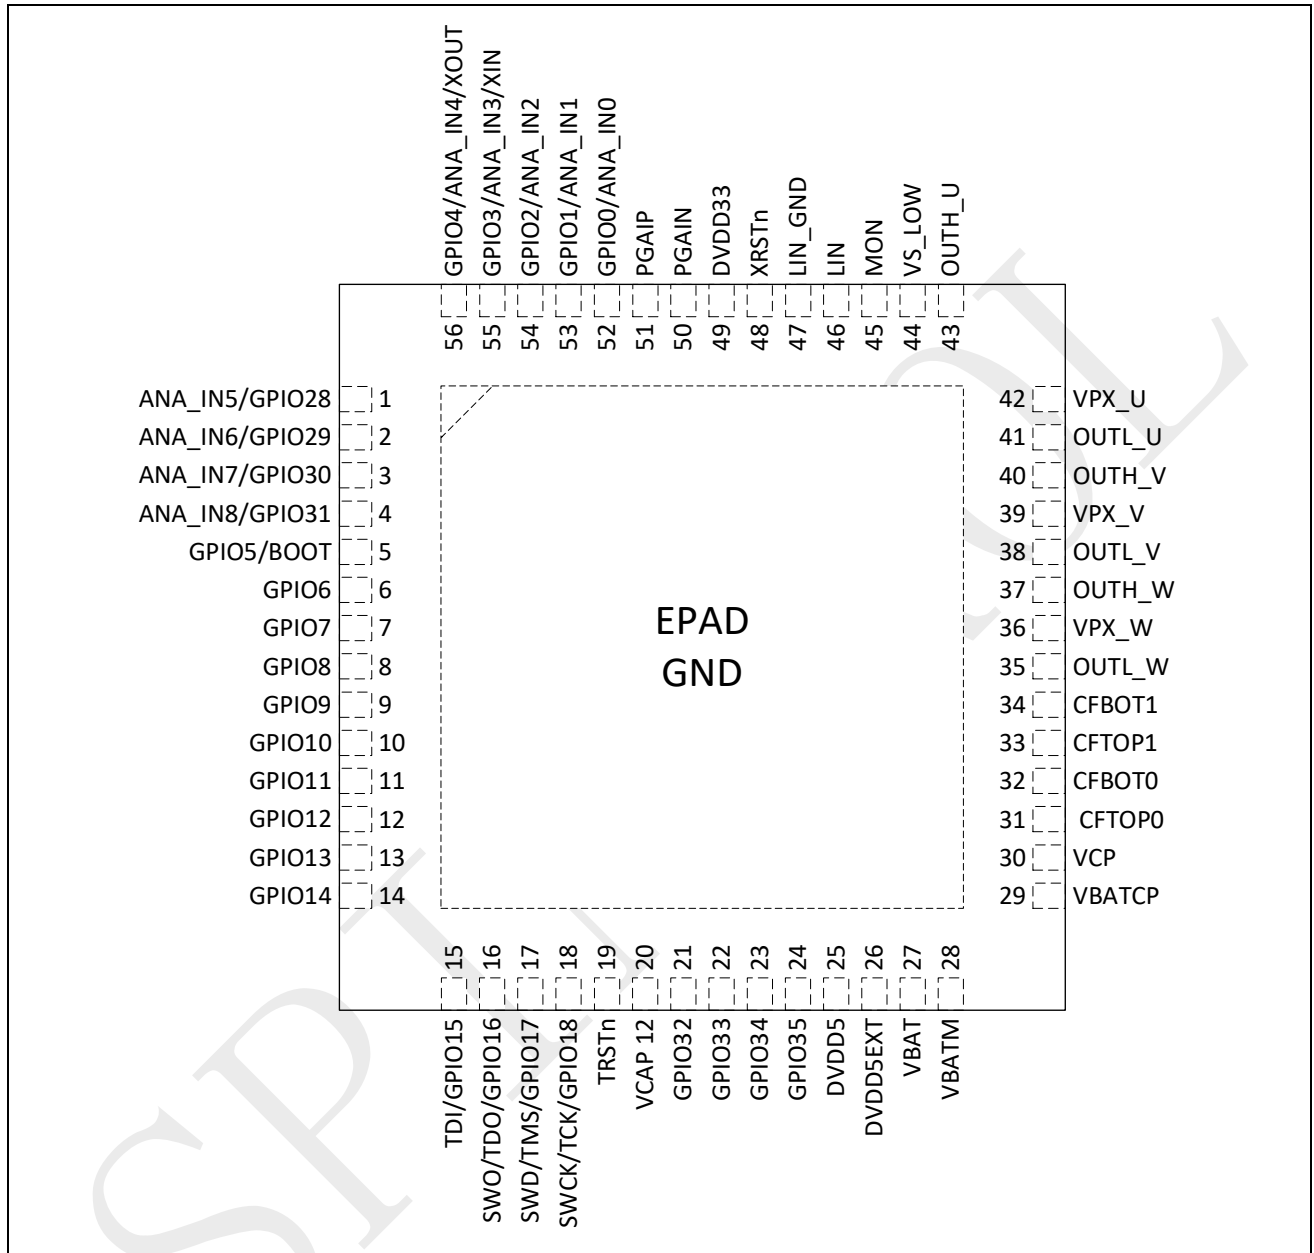 GPIO4/ANA_IN4/XOUT
GPIO3/ANA_IN3/XIN
GPIO2/ANA_IN2
GPIO1/ANA_IN1
GPIO0/ANA_IN0
PGAIP
PGAIN
DVDD33
XRSTn
LIN_GND
LIN
MON
VS_LOW
OUTH_U
56 55 54 53 52 51 50 49 48 47 46 45 44 43
ANA_IN5/GPIO28 1
ANA_IN6/GPIO29 2
ANA_IN7/GPIO30 3
ANA_IN8/GPIO31 4
GPIO5/BOOT 5
GPIO6 6
GPIO7 7
GPIO8 8
GPIO9 9
GPIO10 10
GPIO11 11
GPIO12 12
GPIO13 13
GPIO14 14
EPAD
GND
42 VPX_U
41 OUTL_U
40 OUTH_V
39 VPX_V
38 OUTL_V
37 OUTH_W
36 VPX_W
35 OUTL_W
34 CFBOT1
33 CFTOP1
32 CFBOT0
31 CFTOP0
30 VCP
29 VBATCP
15 16 17 18 19 20 21 22 23 24 25 26 27 28
TDI/GPIO15
SWO/TDO/GPIO16
SWD/TMS/GPIO17
SWCK/TCK/GPIO18
TRSTn
VCAP 12
GPIO32
GPIO33
GPIO34
GPIO35
DVDD5
DVDD5EXT
VBAT
VBATM